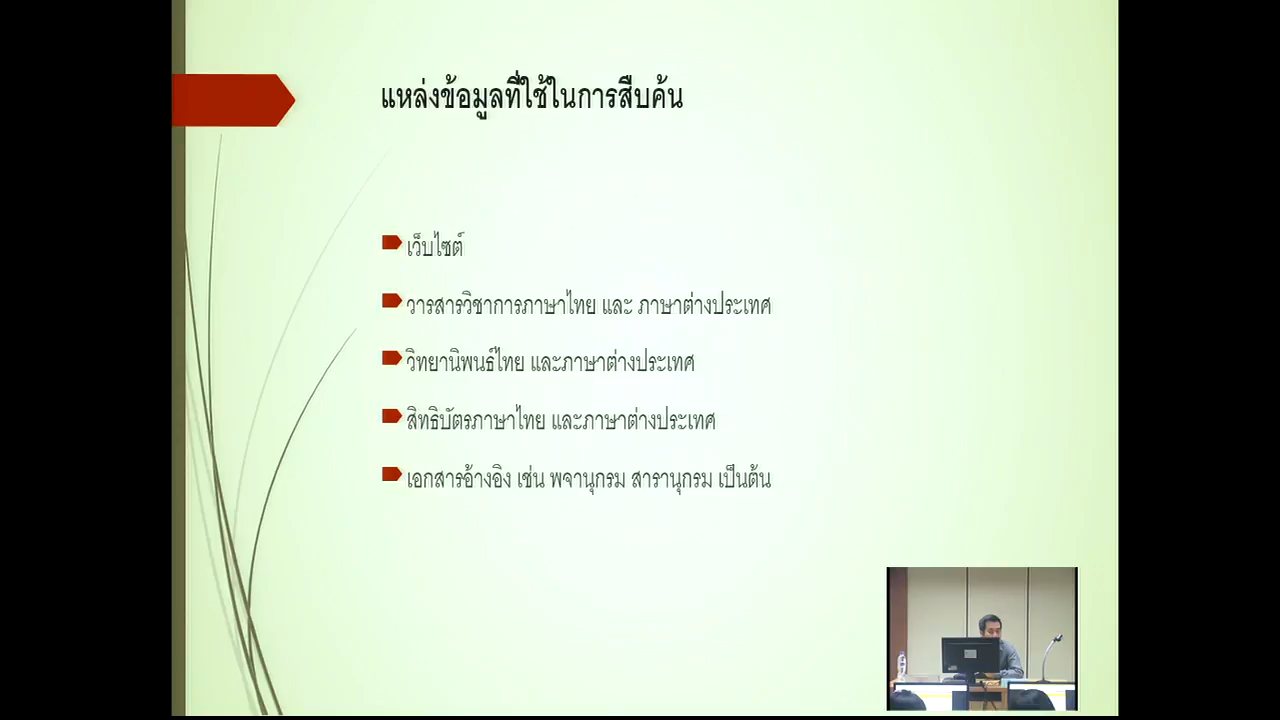 แหล่งข้อมูลที่ใช้ในการสืบค้น
เว็บไซต์
วารสารวิชาการภาษาไทย และ ภาษาต่างประเทศ
วิทยานิพนธ์ไทย และภาษาต่างประเทศ
สิทธิบัตรภาษาไทย และภาษาต่างประเทศ
เอกสารอ้างอิง เช่น พจานุกรม สารานุกรม เป็นต้น